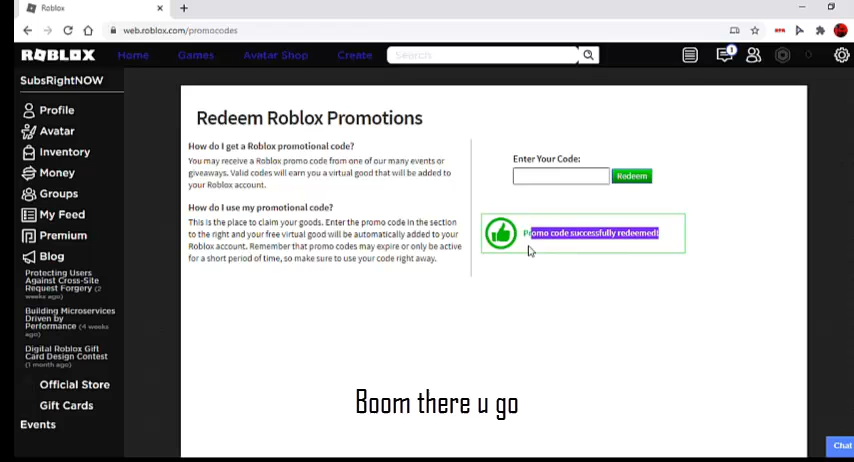 Roblox
web.roblox.com/promocodes
ROBLOX
Home
Games
Avatar Shop
Create
Search
1
SubsRightNOW
Profile
Avatar
Inventory
Money
Groups
My Feed
Premium
Blog
Protecting Users
Against Cross-Site
Request Forgery (2
weeks ago)
Building Microservices
Driven by
Performance (4 weeks
ago)
Digital Roblox Gift
Card Design Contest
(1 month ago)
Official Store
Gift Cards
Events
Redeem Roblox Promotions
How do I get a Roblox promotional code?
You may receive a Roblox promo code from one of our many events or
giveaways. Valid codes will earn you a virtual good that will be added to
your Roblox account.
How do I use my promotional code?
This is the place to claim your goods. Enter the promo code in the section
to the right and your free virtual good will be automatically added to your
Roblox account. Remember that promo codes may expire or only be active
for a short period of time, so make sure to use your code right away.
Enter Your Code:
Redeem
Promo code successfully redeemed!
Boom there u go
Chat